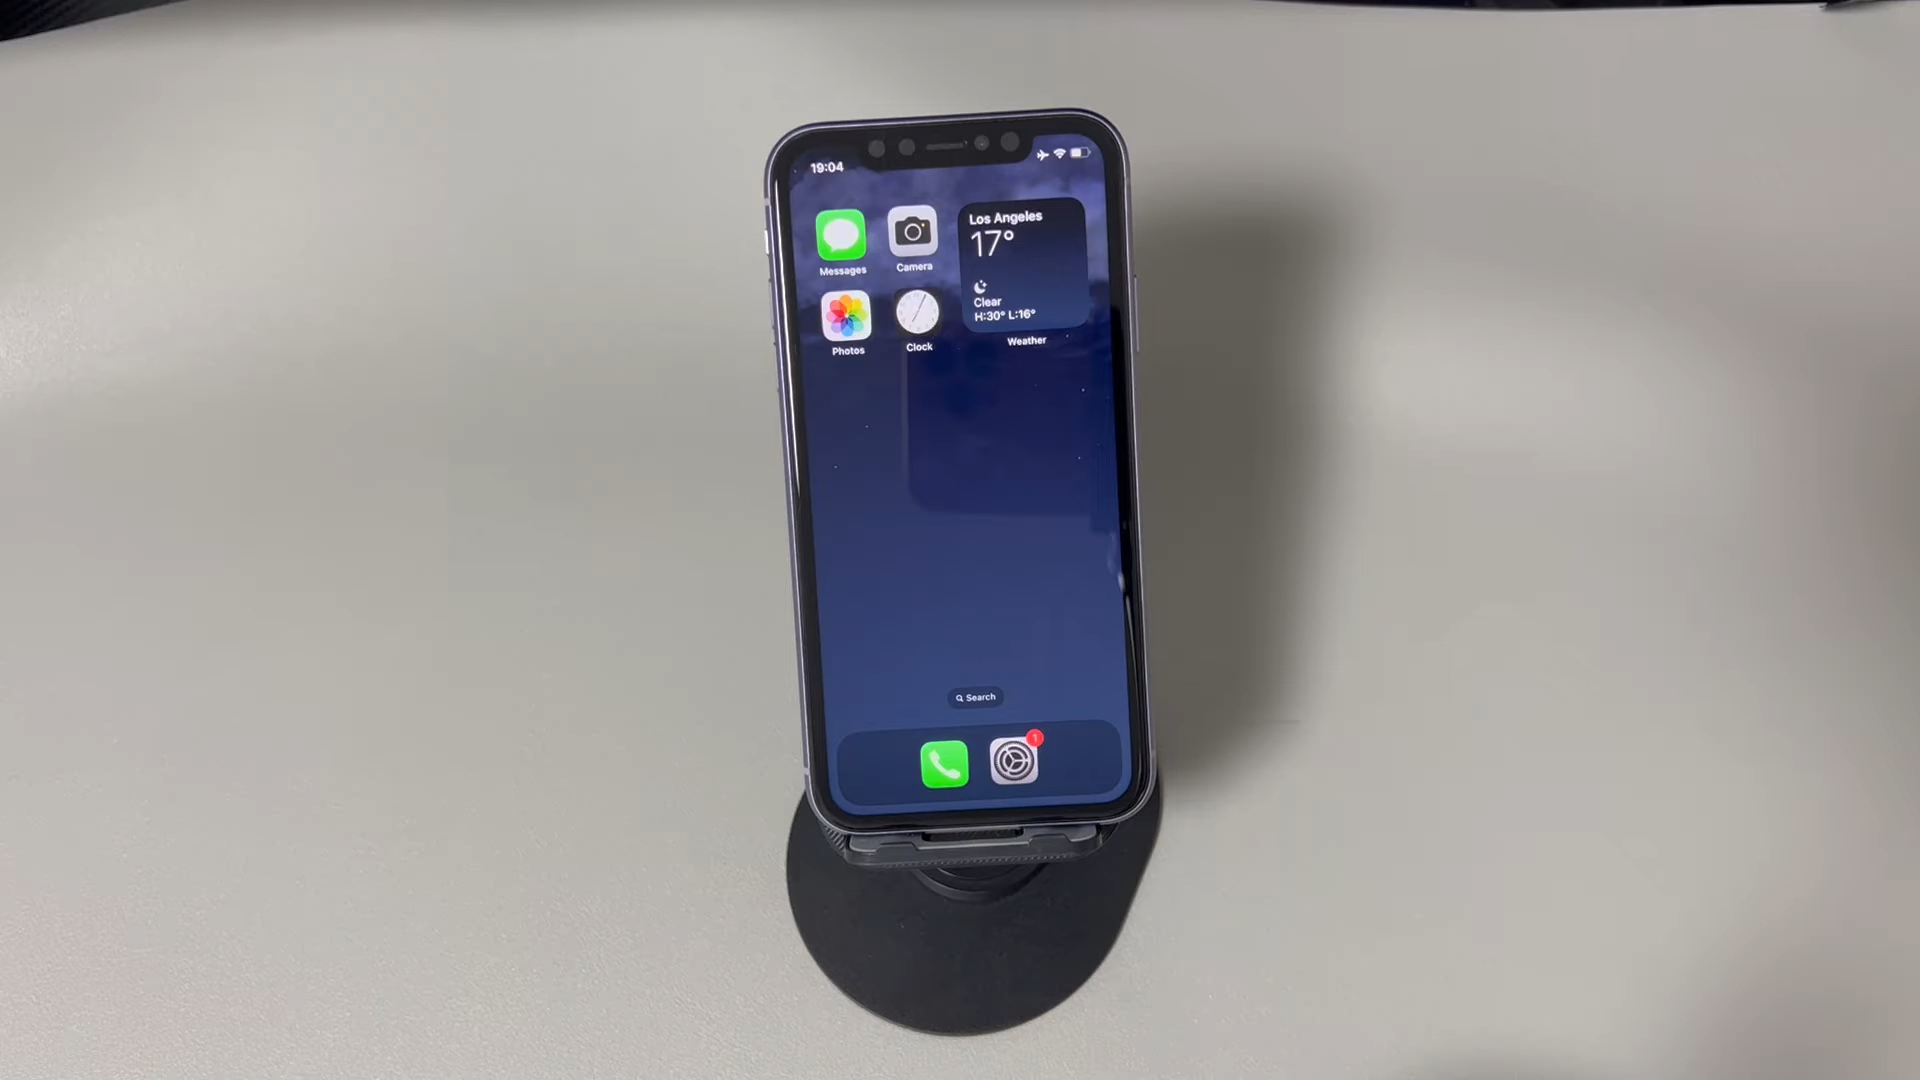 19:04
Messages
Camera
Los Angeles
17°
Clear
H:30° L:16°
Photos
Clock
Weather
Search
1